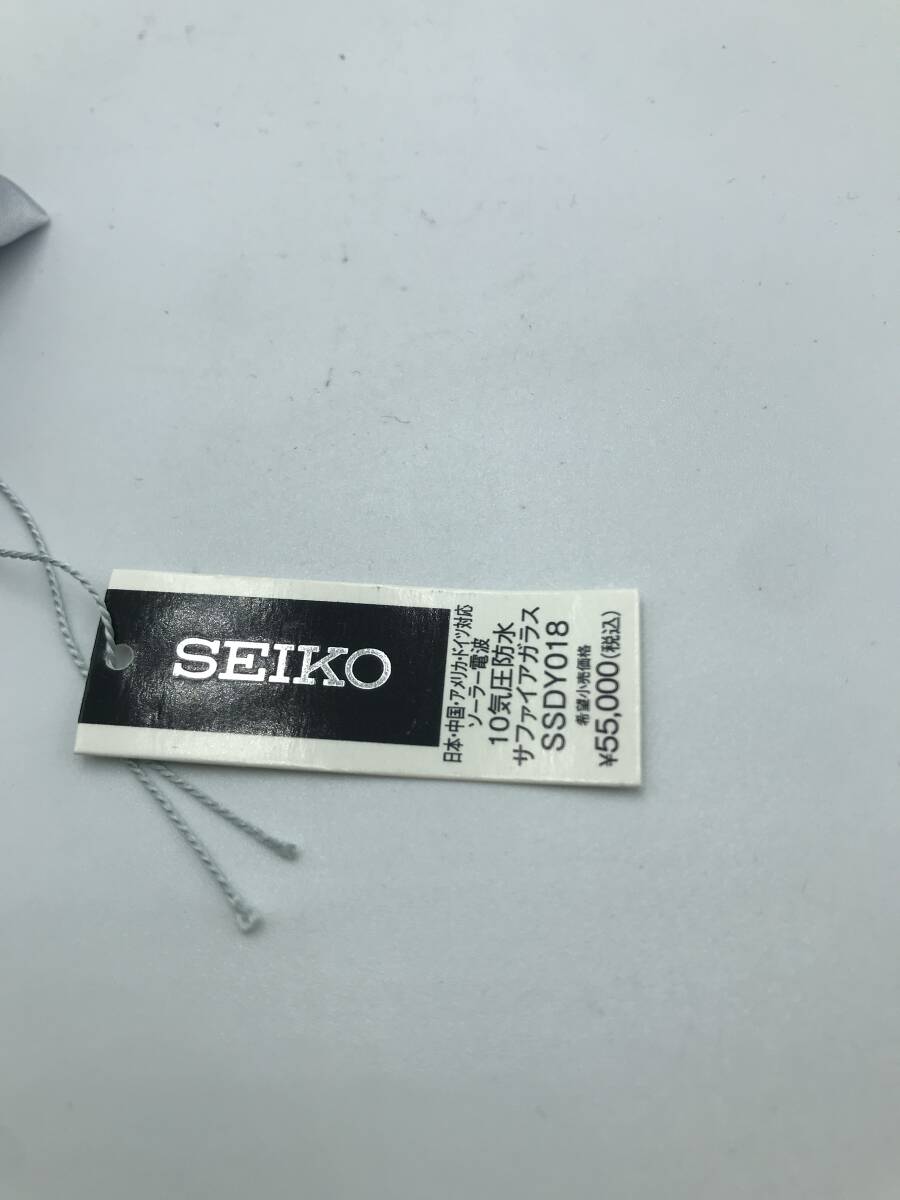 SEIKO
日本・中国・アメリカ・ドイツ対応
ソーラー電波
10気圧防水
サファイアガラス
SSDY018
希望小売価格
¥55,000(税込)